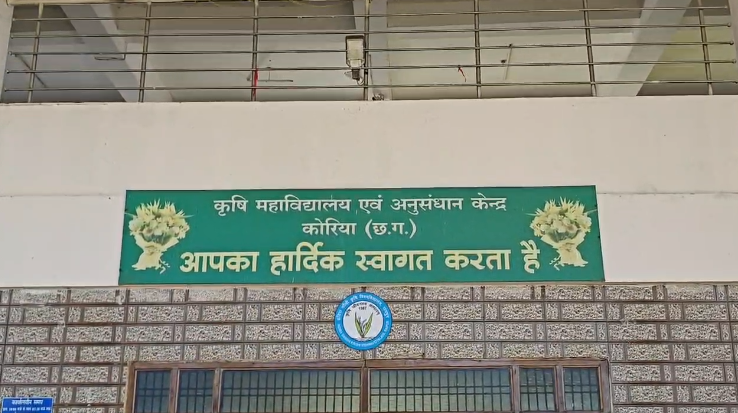 कृषि महाविद्यालय एवं अनुसंधान केन्द्र
कोरिया (छ.ग.)
आपका हार्दिक स्वागत करता है